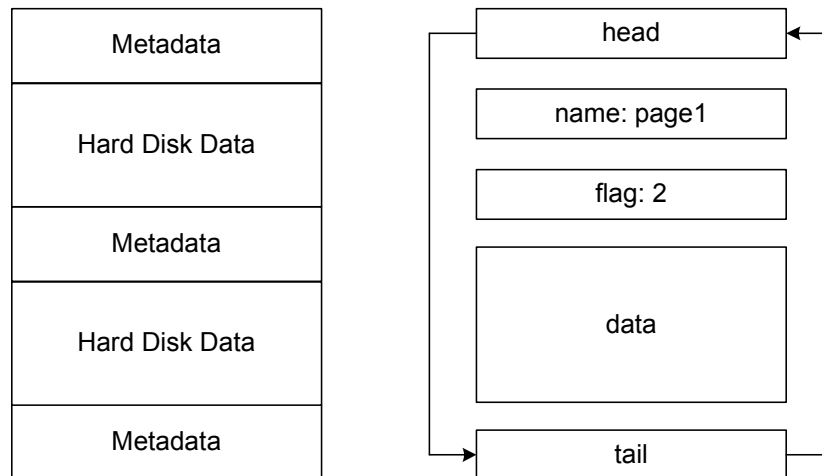 Metadata
Hard Disk Data
Metadata
Hard Disk Data
Metadata
head
name: page1
flag: 2
data
tail